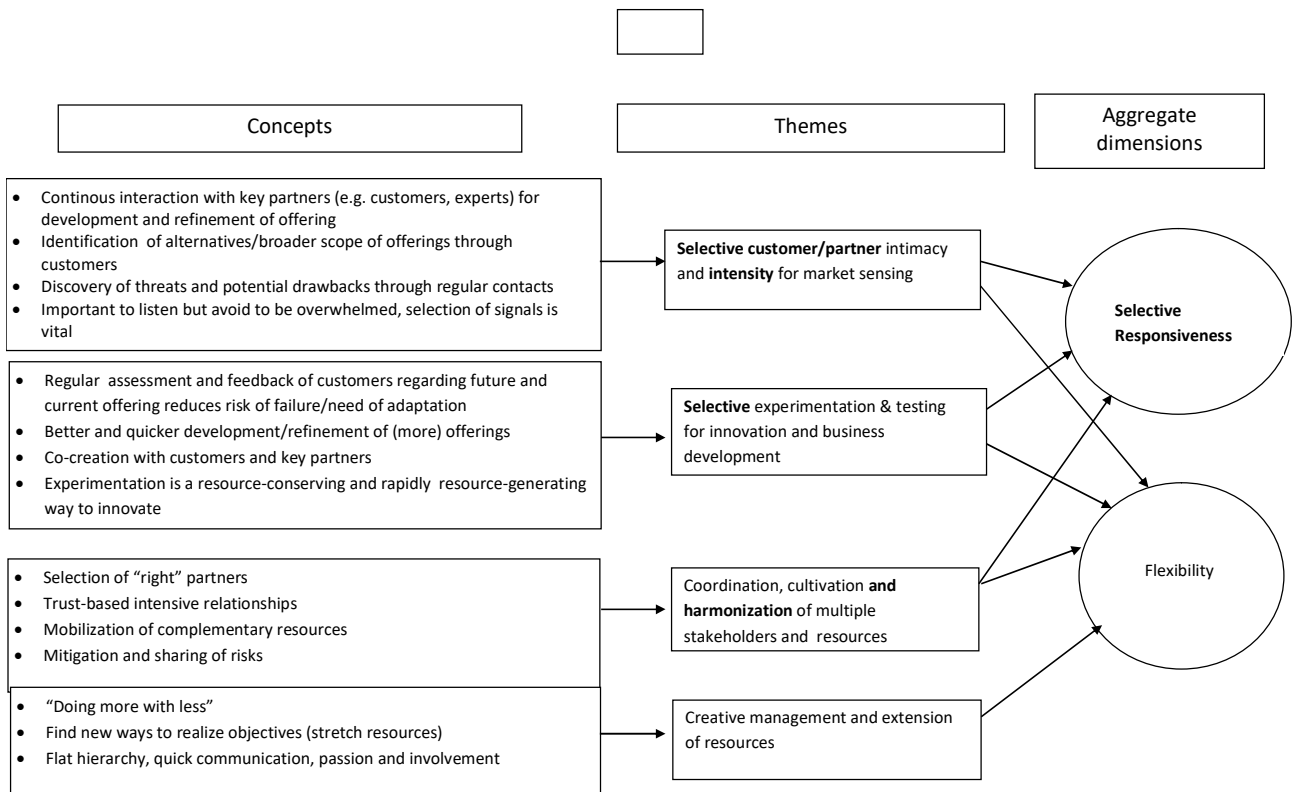 Concepts
Themes
Aggregate
dimensions
• Continous interaction with key partners (e.g. customers, experts) for
development and refinement of offering
• Identification of alternatives/broader scope of offerings through
customers
• Discovery of threats and potential drawbacks through regular contacts
• Important to listen but avoid to be overwhelmed, selection of signals is
vital
Selective customer/partner intimacy
and intensity for market sensing
Selective
Responsiveness
• Regular assessment and feedback of customers regarding future and
current offering reduces risk of failure/need of adaptation
• Better and quicker development/refinement of (more) offerings
• Co-creation with customers and key partners
• Experimentation is a resource-conserving and rapidly resource-generating
way to innovate
Selective experimentation & testing
for innovation and business
development
• Selection of “right” partners
• Trust-based intensive relationships
• Mobilization of complementary resources
• Mitigation and sharing of risks
Coordination, cultivation and
harmonization of multiple
stakeholders and resources
Flexibility
• “Doing more with less”
• Find new ways to realize objectives (stretch resources)
• Flat hierarchy, quick communication, passion and involvement
Creative management and extension
of resources